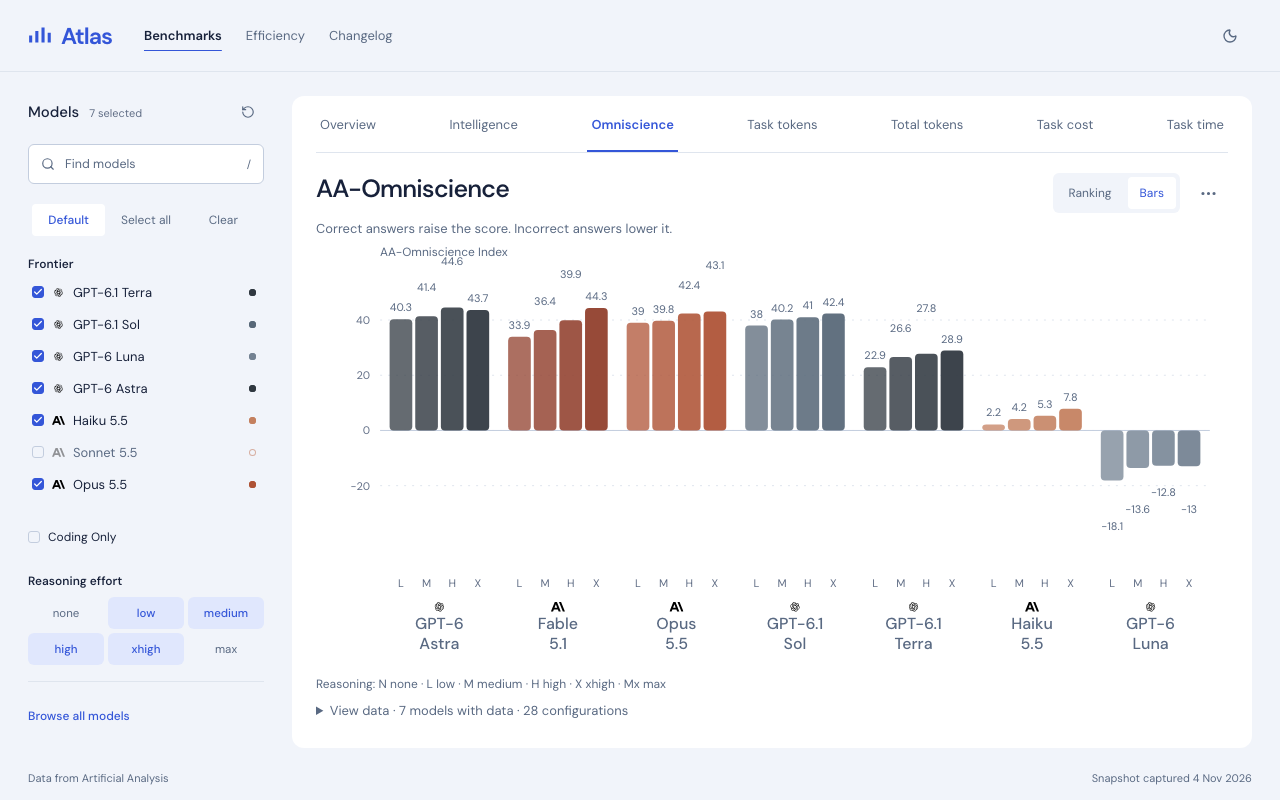 Atlas
Benchmarks
Efficiency
Changelog
Models
7 selected
Find models
/
Default
Select all
Clear
Frontier
GPT-6.1 Terra
GPT-6.1 Sol
GPT-6 Luna
GPT-6 Astra
Haiku 5.5
Sonnet 5.5
Opus 5.5
Coding Only
Reasoning effort
none
low
medium
high
xhigh
max
Browse all models
Overview
Intelligence
Omniscience
Task tokens
Total tokens
Task cost
Task time
AA-Omniscience
Ranking
Bars
Correct answers raise the score. Incorrect answers lower it.
AA-Omniscience Index
40
20
0
−20
40.3
41.4
44.6
43.7
33.9
36.4
39.9
44.3
39
39.8
42.4
43.1
38
40.2
41
42.4
22.9
26.6
27.8
28.9
2.2
4.2
5.3
7.8
−18.1
−13.6
−12.8
−13
L M H X
L M H X
L M H X
L M H X
L M H X
L M H X
L M H X
GPT-6
Astra
Fable
5.1
Opus
5.5
GPT-6.1
Sol
GPT-6.1
Terra
Haiku
5.5
GPT-6
Luna
Reasoning: N none · L low · M medium · H high · X xhigh · Mx max
View data · 7 models with data · 28 configurations
Data from Artificial Analysis
Snapshot captured 4 Nov 2026